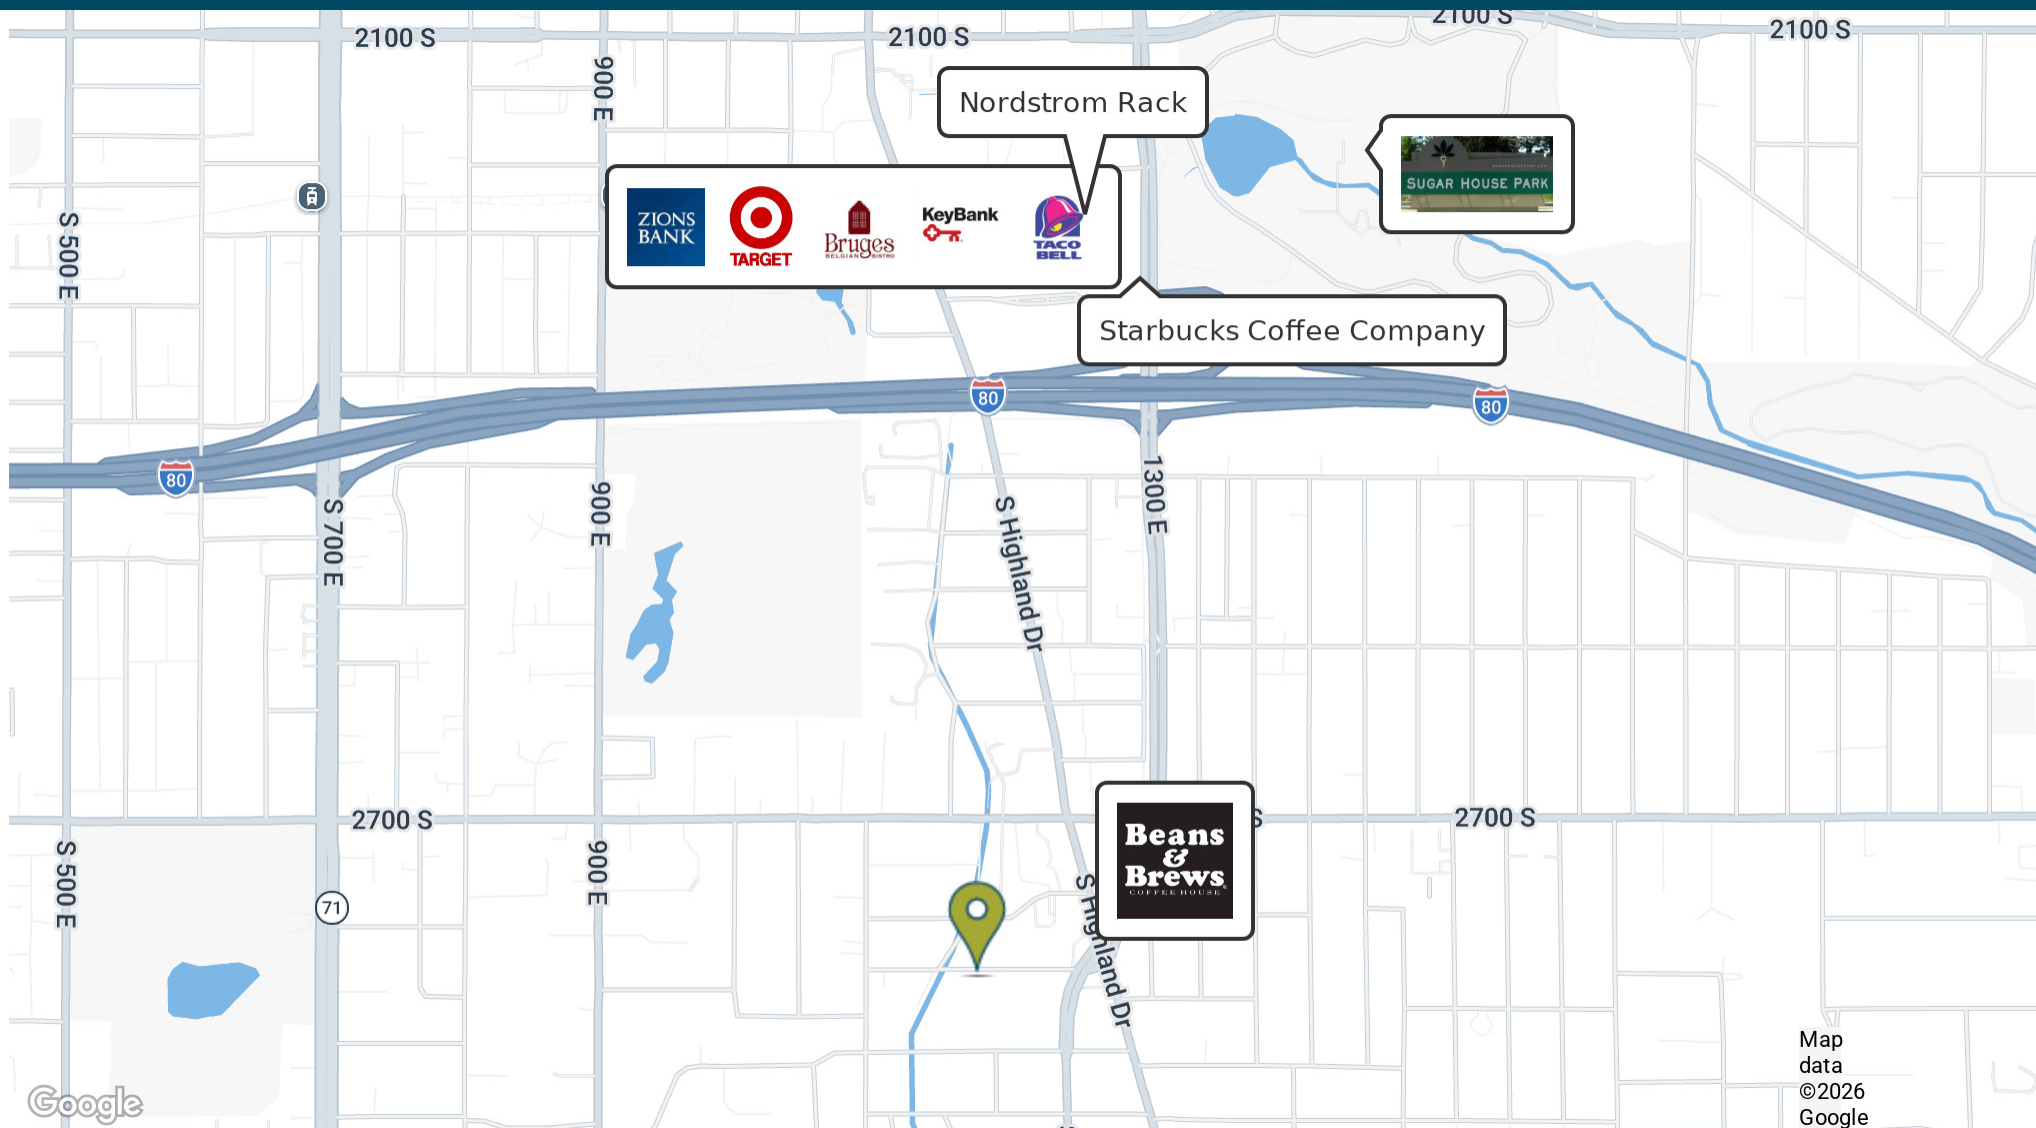 2100 S
2100 S
2100 S
2100 S
900 E
Nordstrom Rack
SUGAR HOUSE PARK
ZIONS
BANK
TARGET
Bruges
BELGIAN BISTRO
KeyBank
TACO
BELL
S 500 E
Starbucks Coffee Company
80
80
80
S 700 E
900 E
S Highland Dr
1300 E
2700 S
S
2700 S
Beans
&
Brews
COFFEE HOUSE
S 500 E
900 E
71
S Highland Dr
Map
data
©2026
Google
Google